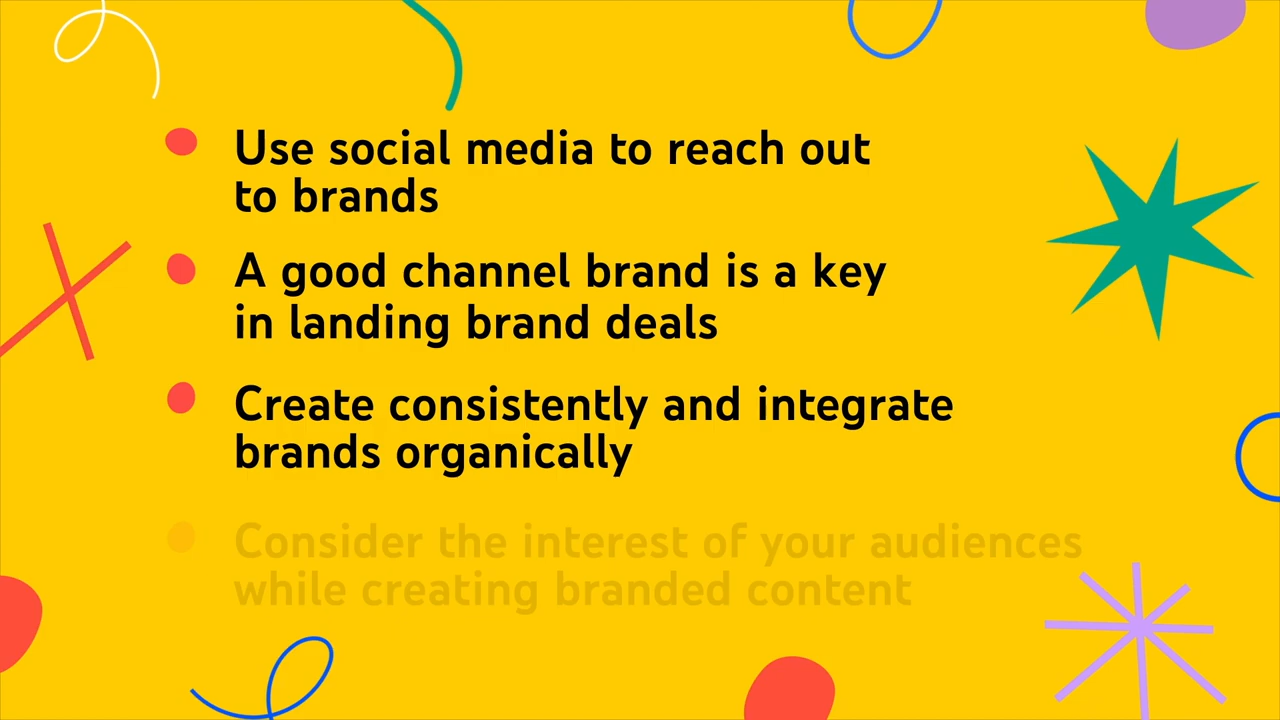 Use social media to reach out
to brands
A good channel brand is a key
in landing brand deals
Create consistently and integrate
brands organically
Consider the interest of your audiences
while creating branded content